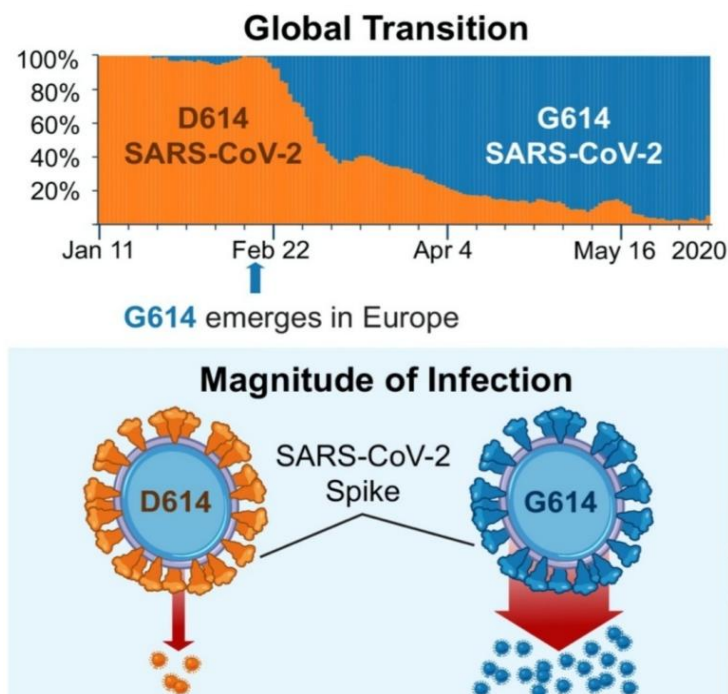 Global Transition
100%
80%
60%
40%
20%
D614
SARS-CoV-2
G614
SARS-CoV-2
Jan 11
Feb 22
Apr 4
May 16
2020
G614 emerges in Europe
Magnitude of Infection
SARS-CoV-2
Spike
D614
G614